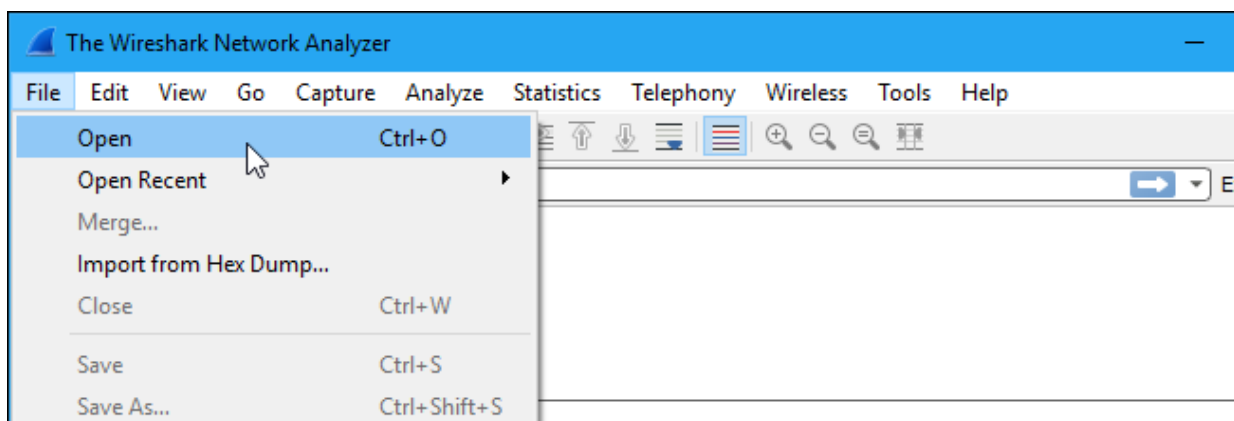 The Wireshark Network Analyzer
File Edit View Go Capture Analyze Statistics Telephony Wireless Tools Help
Open Ctrl+O
Open Recent
E
Merge...
Import from Hex Dump...
Close Ctrl+W
Save Ctrl+S
Save As... Ctrl+Shift+S